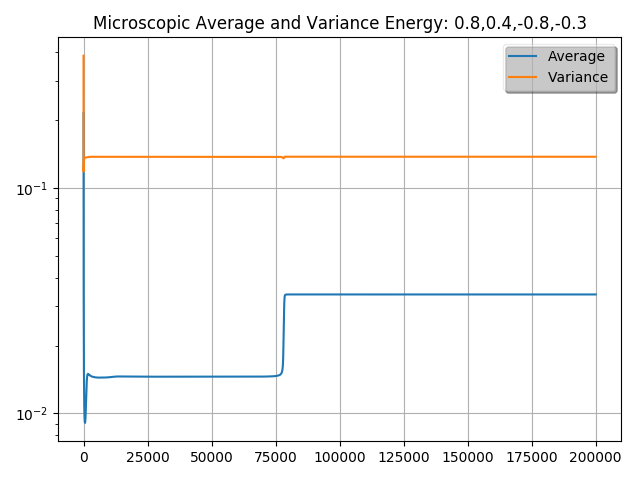 Microscopic Average and Variance Energy: 0.8,0.4,-0.8,-0.3
Average
Variance
10⁻¹
10⁻²
0 25000 50000 75000 100000 125000 150000 175000 200000